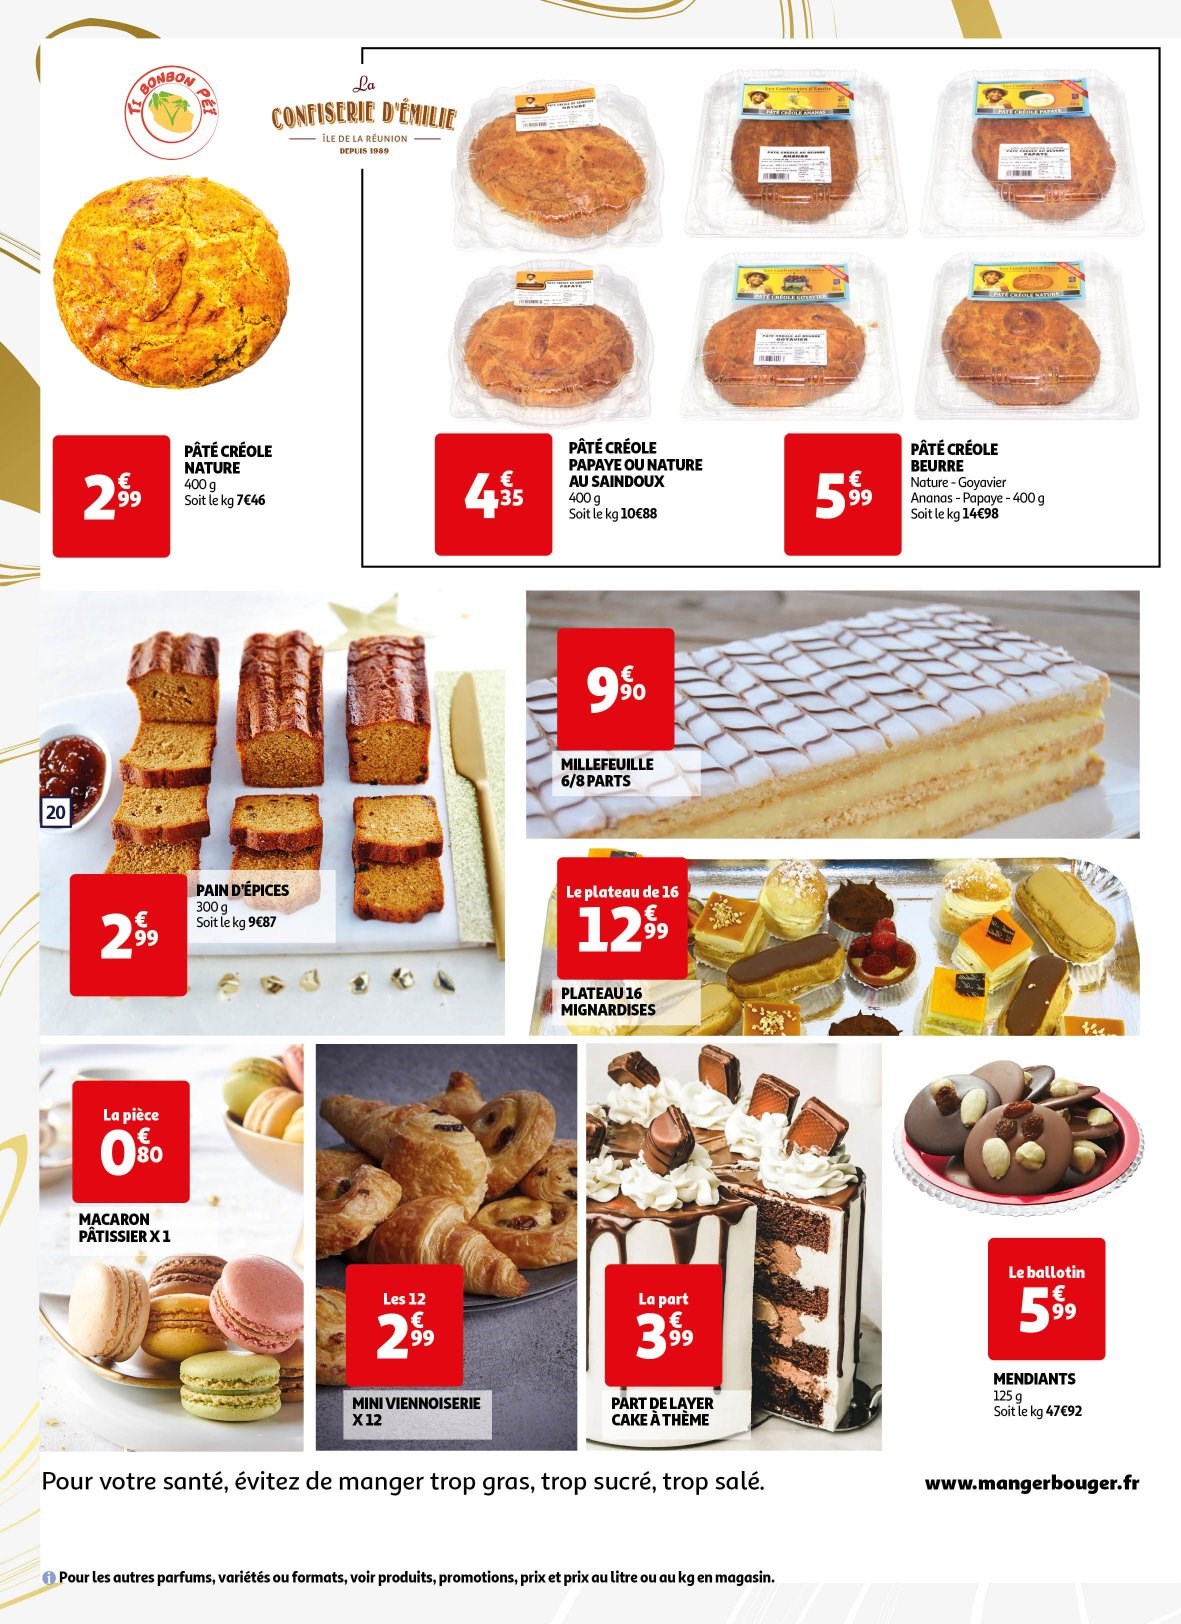 TI BONBON PÉI
La
CONFISERIE D'ÉMILIE
ÎLE DE LA RÉUNION
DEPUIS 1989
NATURE
PÂTÉ CRÉOLE ANANAS
ANANAS
PÂTÉ CRÉOLE PAPAYE
PAPAYE
PAPAYE
PÂTÉ CRÉOLE GOYAVIER
GOYAVIER
PÂTÉ CRÉOLE NATURE
2€99
PÂTÉ CRÉOLE
NATURE
400 g
Soit le kg 7€46
4€35
PÂTÉ CRÉOLE
PAPAYE OU NATURE
AU SAINDOUX
400 g
Soit le kg 10€88
5€99
PÂTÉ CRÉOLE
BEURRE
Nature - Goyavier
Ananas - Papaye - 400 g
Soit le kg 14€98
20
2€99
PAIN D'ÉPICES
300 g
Soit le kg 9€87
9€90
MILLEFEUILLE
6/8 PARTS
Le plateau de 16
12€99
PLATEAU 16
MIGNARDISES
La pièce
0€80
MACARON
PÂTISSIER X 1
Les 12
2€99
MINI VIENNOISERIE
X 12
La part
3€99
PART DE LAYER
CAKE À THÈME
Le ballotin
5€99
MENDIANTS
125 g
Soit le kg 47€92
Pour votre santé, évitez de manger trop gras, trop sucré, trop salé.
www.mangerbouger.fr
i Pour les autres parfums, variétés ou formats, voir produits, promotions, prix et prix au litre ou au kg en magasin.